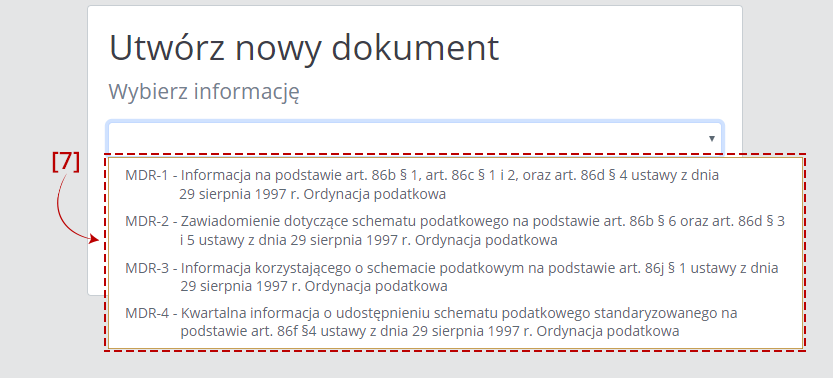 Utwórz nowy dokument
Wybierz informację
[7]
MDR-1 - Informacja na podstawie art. 86b § 1, art. 86c § 1 i 2, oraz art. 86d § 4 ustawy z dnia
29 sierpnia 1997 r. Ordynacja podatkowa
MDR-2 - Zawiadomienie dotyczące schematu podatkowego na podstawie art. 86b § 6 oraz art. 86d § 3
i 5 ustawy z dnia 29 sierpnia 1997 r. Ordynacja podatkowa
MDR-3 - Informacja korzystającego o schemacie podatkowym na podstawie art. 86j § 1 ustawy z dnia
29 sierpnia 1997 r. Ordynacja podatkowa
MDR-4 - Kwartalna informacja o udostępnieniu schematu podatkowego standaryzowanego na
podstawie art. 86f §4 ustawy z dnia 29 sierpnia 1997 r. Ordynacja podatkowa